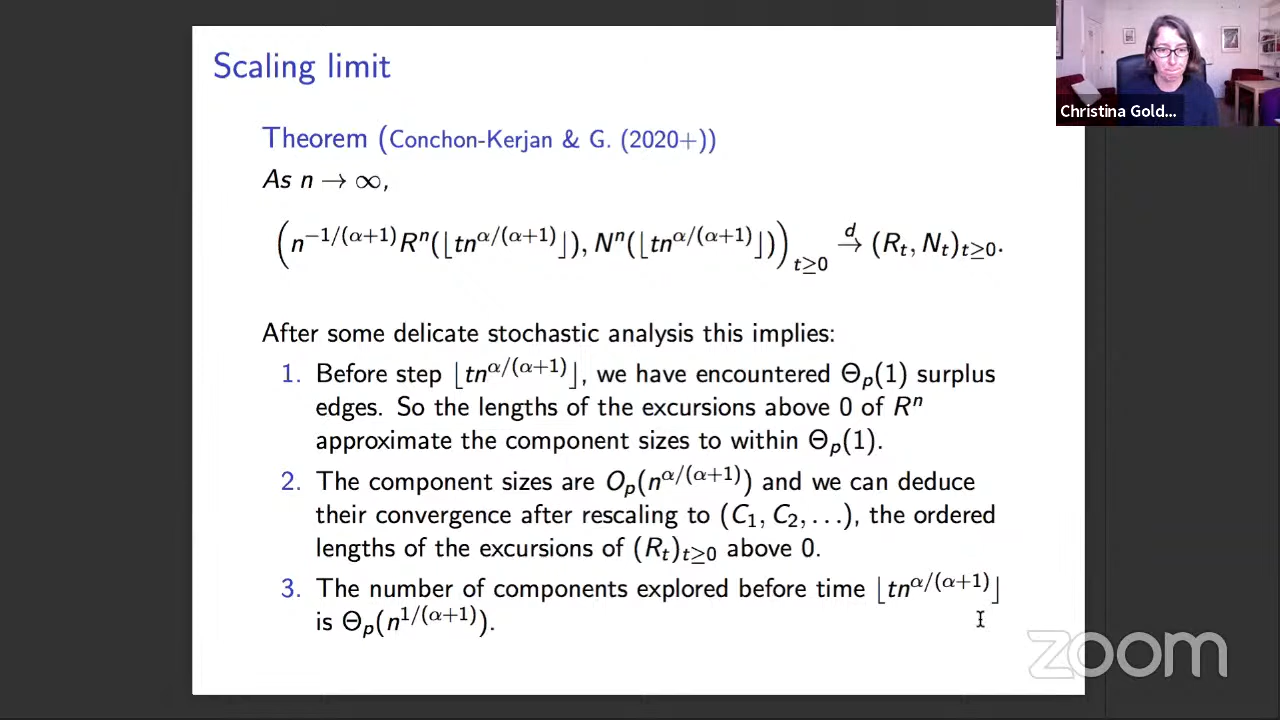 Scaling limit
Christina Gold...
Theorem (Conchon-Kerjan & G. (2020+))
As n → ∞,
(n^{-1/(α+1)} R^n(⌊tn^{α/(α+1)}⌋), N^n(⌊tn^{α/(α+1)}⌋))_{t≥0} →^d (R_t, N_t)_{t≥0}.
After some delicate stochastic analysis this implies:
1. Before step ⌊tn^{α/(α+1)}⌋, we have encountered Θ_p(1) surplus
edges. So the lengths of the excursions above 0 of R^n
approximate the component sizes to within Θ_p(1).
2. The component sizes are O_p(n^{α/(α+1)}) and we can deduce
their convergence after rescaling to (C_1, C_2, . . .), the ordered
lengths of the excursions of (R_t)_{t≥0} above 0.
3. The number of components explored before time ⌊tn^{α/(α+1)}⌋
is Θ_p(n^{1/(α+1)}).
zoom